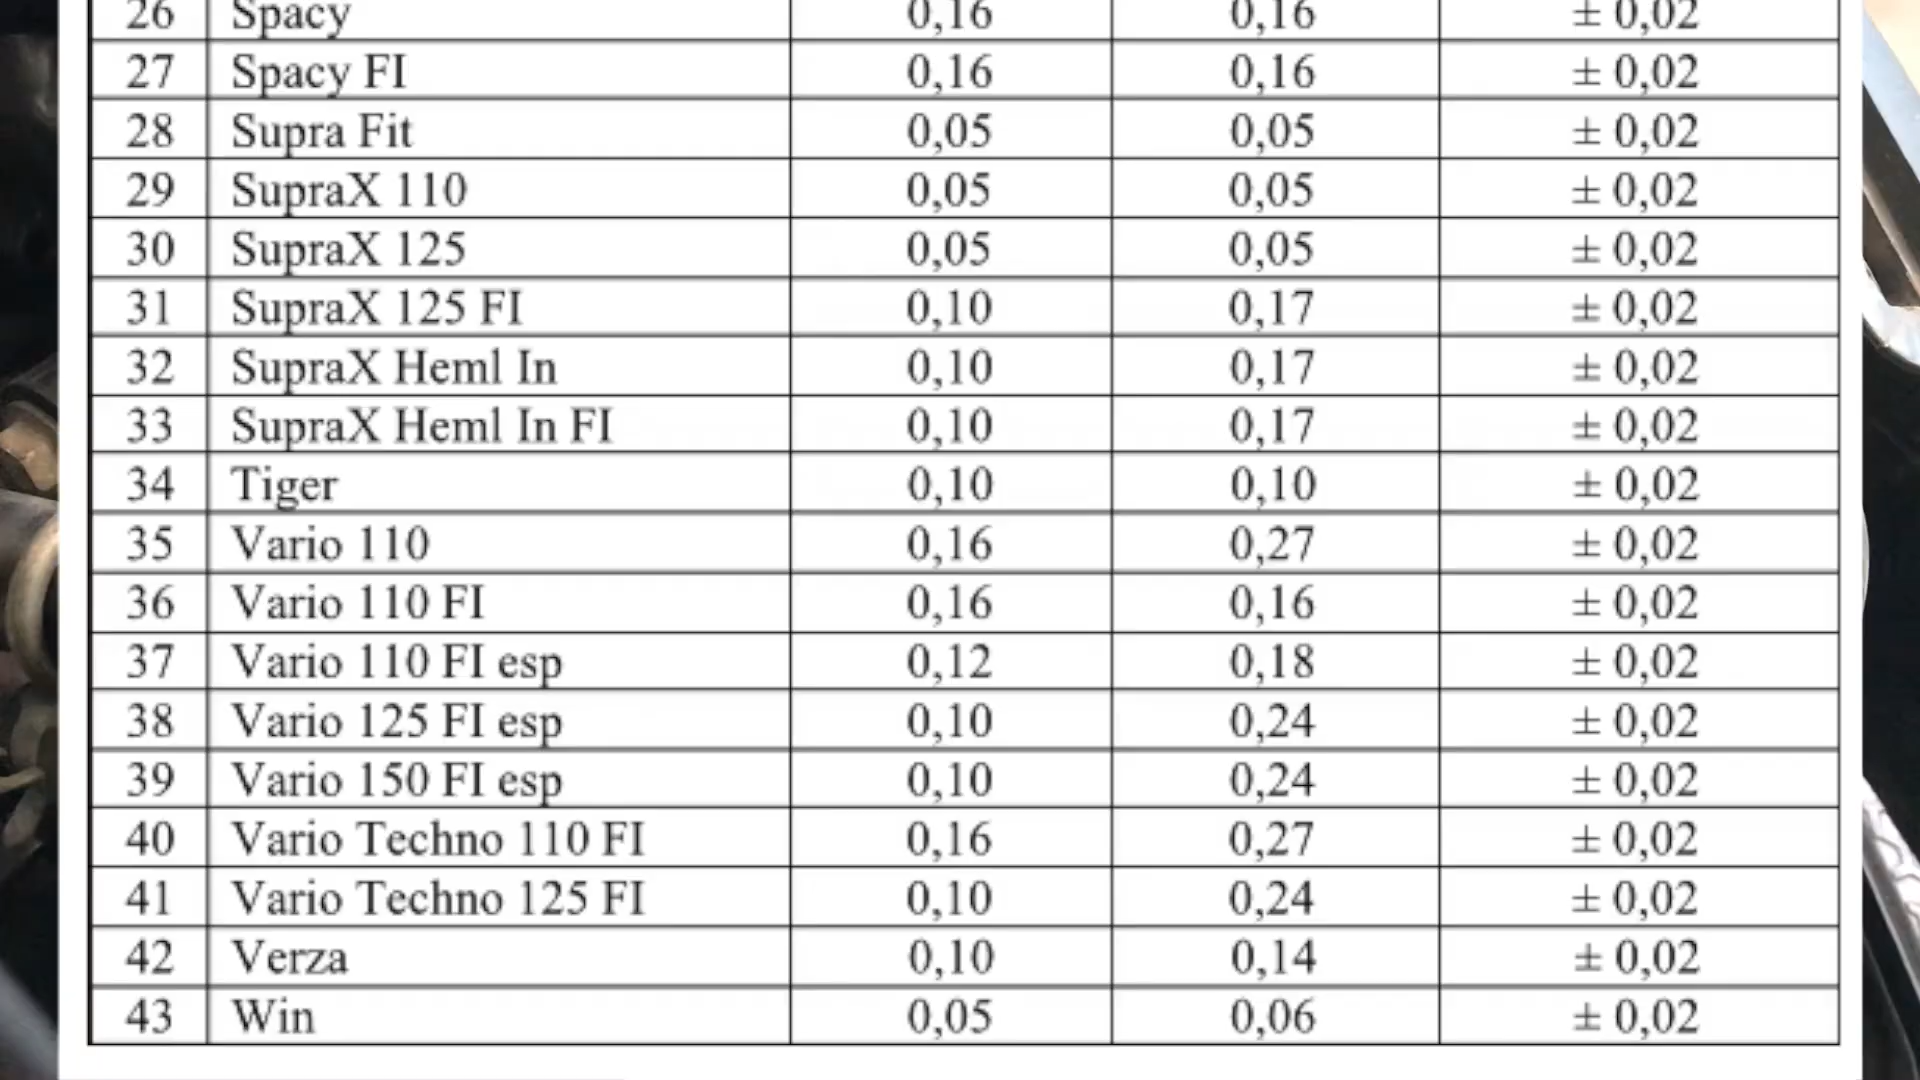 26 Spacy 0,16 0,16 ± 0,02
27 Spacy FI 0,16 0,16 ± 0,02
28 Supra Fit 0,05 0,05 ± 0,02
29 SupraX 110 0,05 0,05 ± 0,02
30 SupraX 125 0,05 0,05 ± 0,02
31 SupraX 125 FI 0,10 0,17 ± 0,02
32 SupraX Heml In 0,10 0,17 ± 0,02
33 SupraX Heml In FI 0,10 0,17 ± 0,02
34 Tiger 0,10 0,10 ± 0,02
35 Vario 110 0,16 0,27 ± 0,02
36 Vario 110 FI 0,16 0,16 ± 0,02
37 Vario 110 FI esp 0,12 0,18 ± 0,02
38 Vario 125 FI esp 0,10 0,24 ± 0,02
39 Vario 150 FI esp 0,10 0,24 ± 0,02
40 Vario Techno 110 FI 0,16 0,27 ± 0,02
41 Vario Techno 125 FI 0,10 0,24 ± 0,02
42 Verza 0,10 0,14 ± 0,02
43 Win 0,05 0,06 ± 0,02